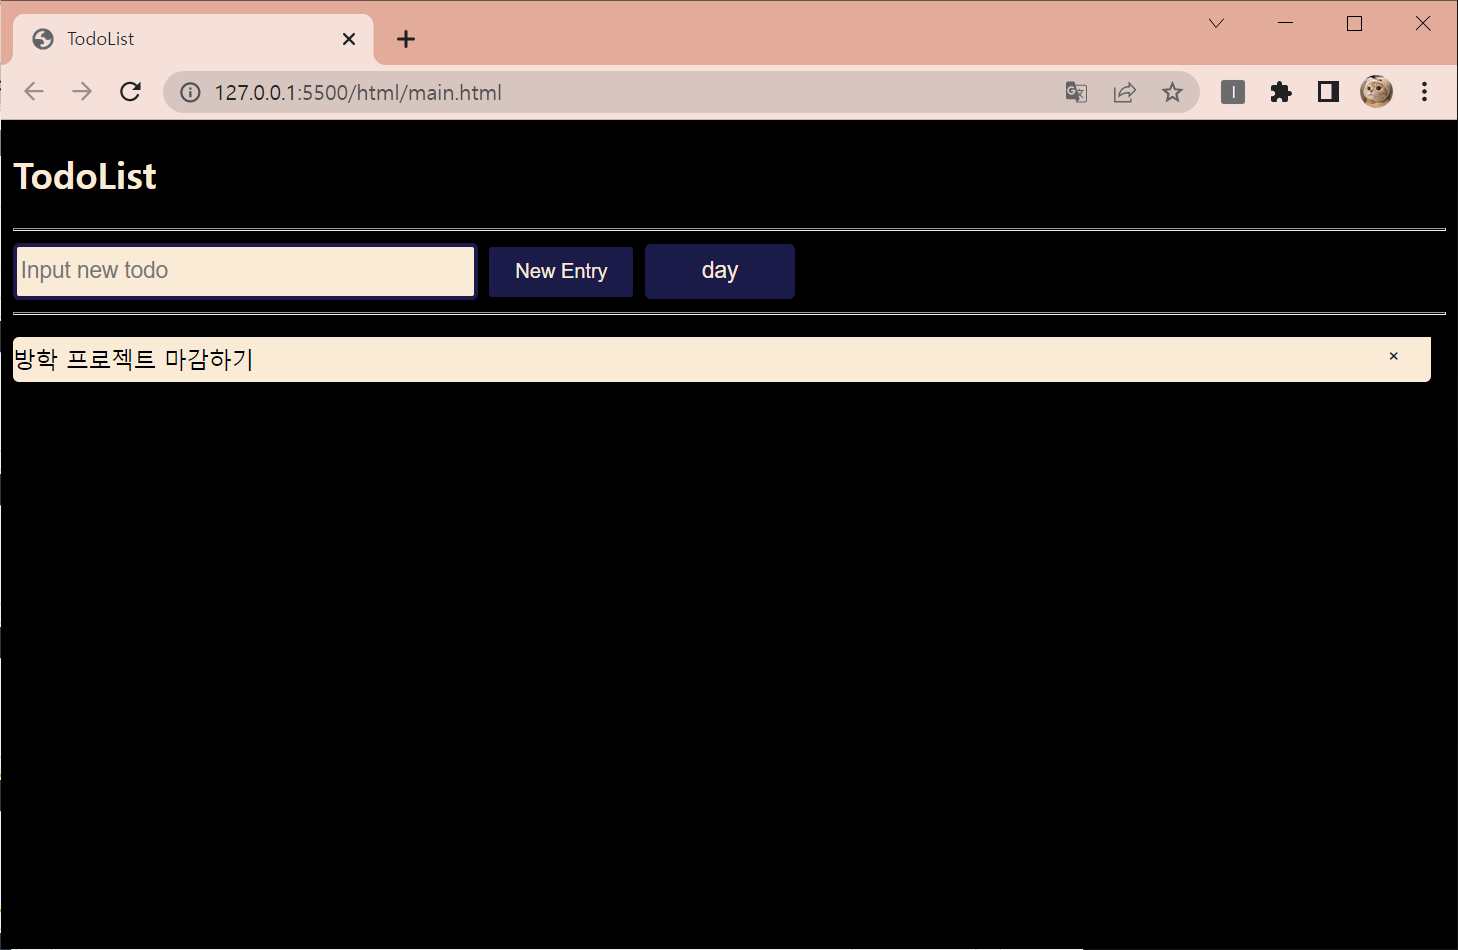 TodoList
127.0.0.1:5500/html/main.html
TodoList
Input new todo
New Entry
day
방학 프로젝트 마감하기
×